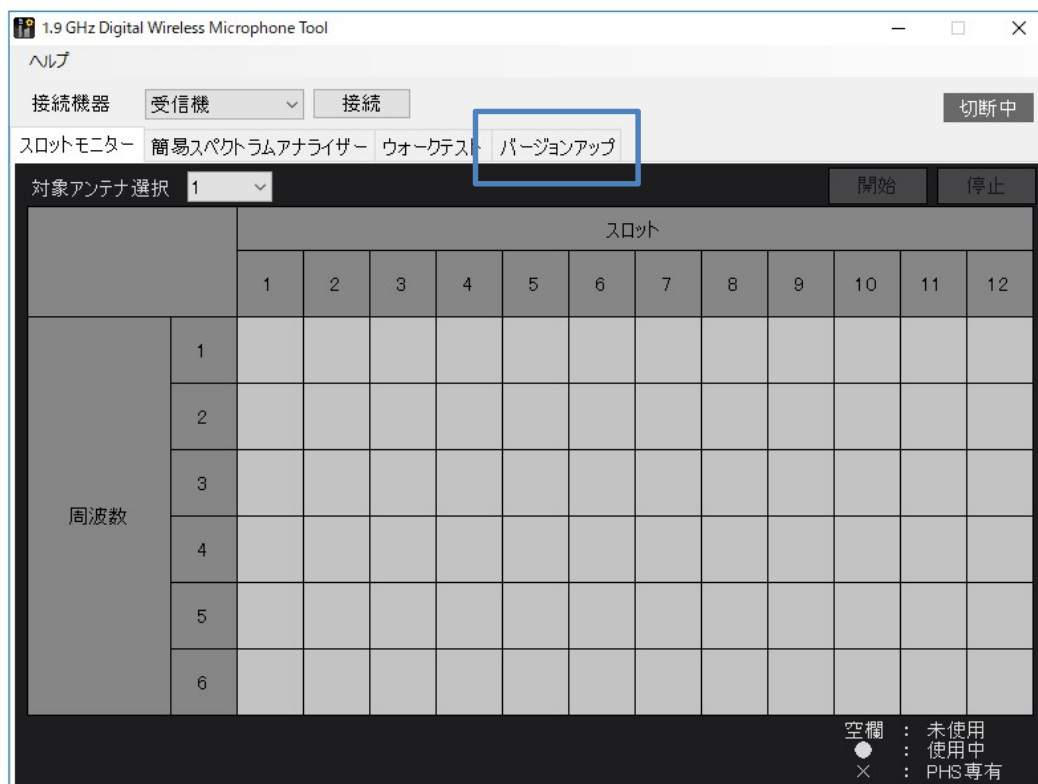 1.9 GHz Digital Wireless Microphone Tool
ヘルプ
接続機器 受信機 接続 切断中
スロットモニター 簡易スペクトラムアナライザー ウォークテスト バージョンアップ
対象アンテナ選択 1 開始 停止
スロット
1 2 3 4 5 6 7 8 9 10 11 12
1
2
3
周波数
4
5
6
空欄 : 未使用
● : 使用中
× : PHS専有